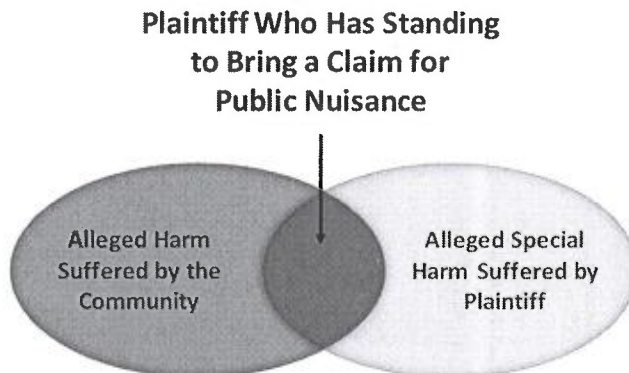 Plaintiff Who Has Standing
to Bring a Claim for
Public Nuisance
Alleged Harm
Suffered by the
Community
Alleged Special
Harm Suffered by
Plaintiff